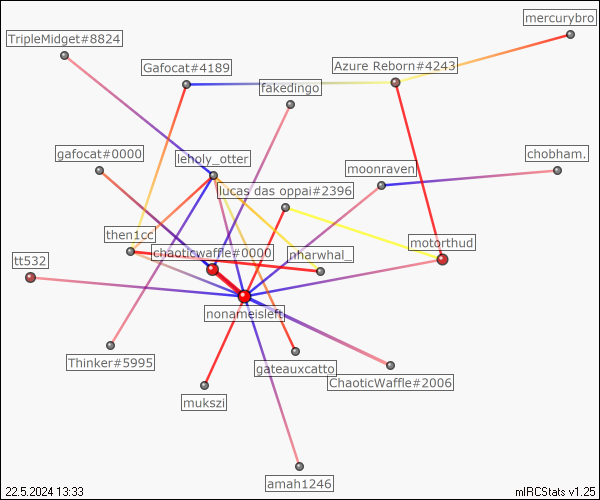 mercurybro
TripleMidget#8824
Gafocat#4189
Azure Reborn#4243
fakedingo
gafocat#0000
leholy_otter
moonraven
chobham.
lucas das oppai#2396
then1cc
motorthud
chaoticwaffle#0000
nharwhal_
tt532
nonameisleft
Thinker#5995
gateauxcatto
ChaoticWaffle#2006
mukszi
amah1246
22.5.2024 13:33
mIRCStats v1.25